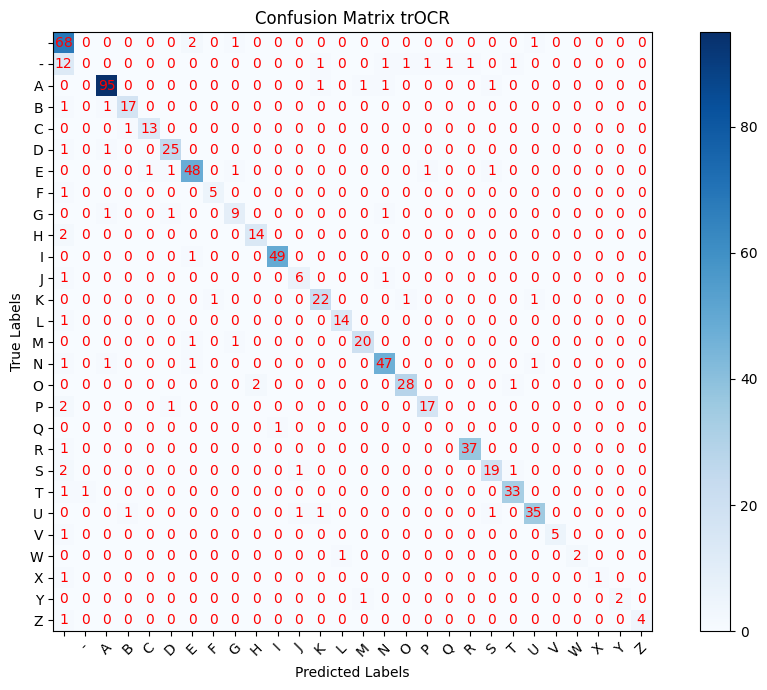 Confusion Matrix trOCR
68 0 0 0 0 0 2 0 1 0 0 0 0 0 0 0 0 0 0 0 0 0 1 0 0 0 0 0
- 12 0 0 0 0 0 0 0 0 0 0 0 1 0 0 1 1 1 1 1 0 1 0 0 0 0 0 0
A 0 0 95 0 0 0 0 0 0 0 0 0 1 0 1 1 0 0 0 0 1 0 0 0 0 0 0 0
B 1 0 1 17 0 0 0 0 0 0 0 0 0 0 0 0 0 0 0 0 0 0 0 0 0 0 0 0
C 0 0 0 1 13 0 0 0 0 0 0 0 0 0 0 0 0 0 0 0 0 0 0 0 0 0 0 0
D 1 0 1 0 0 25 0 0 0 0 0 0 0 0 0 0 0 0 0 0 0 0 0 0 0 0 0 0
E 0 0 0 0 1 1 48 0 1 0 0 0 0 0 0 0 0 1 0 0 1 0 0 0 0 0 0 0
F 1 0 0 0 0 0 0 5 0 0 0 0 0 0 0 0 0 0 0 0 0 0 0 0 0 0 0 0
G 0 0 1 0 0 1 0 0 9 0 0 0 0 0 0 1 0 0 0 0 0 0 0 0 0 0 0 0
H 2 0 0 0 0 0 0 0 0 14 0 0 0 0 0 0 0 0 0 0 0 0 0 0 0 0 0 0
I 0 0 0 0 0 0 1 0 0 0 49 0 0 0 0 0 0 0 0 0 0 0 0 0 0 0 0 0
J 1 0 0 0 0 0 0 0 0 0 0 6 0 0 0 1 0 0 0 0 0 0 0 0 0 0 0 0
K 0 0 0 0 0 0 0 1 0 0 0 0 22 0 0 0 1 0 0 0 0 0 1 0 0 0 0 0
L 1 0 0 0 0 0 0 0 0 0 0 0 0 14 0 0 0 0 0 0 0 0 0 0 0 0 0 0
M 0 0 0 0 0 0 1 0 1 0 0 0 0 0 20 0 0 0 0 0 0 0 0 0 0 0 0 0
N 1 0 1 0 0 0 1 0 0 0 0 0 0 0 0 47 0 0 0 0 0 0 1 0 0 0 0 0
O 0 0 0 0 0 0 0 0 0 2 0 0 0 0 0 0 28 0 0 0 0 1 0 0 0 0 0 0
P 2 0 0 0 0 1 0 0 0 0 0 0 0 0 0 0 0 17 0 0 0 0 0 0 0 0 0 0
Q 0 0 0 0 0 0 0 0 0 0 1 0 0 0 0 0 0 0 0 0 0 0 0 0 0 0 0 0
R 1 0 0 0 0 0 0 0 0 0 0 0 0 0 0 0 0 0 0 37 0 0 0 0 0 0 0 0
S 2 0 0 0 0 0 0 0 0 0 0 1 0 0 0 0 0 0 0 0 19 1 0 0 0 0 0 0
T 1 1 0 0 0 0 0 0 0 0 0 0 0 0 0 0 0 0 0 0 0 33 0 0 0 0 0 0
U 0 0 0 1 0 0 0 0 0 0 0 1 1 0 0 0 0 0 0 0 1 0 35 0 0 0 0 0
V 1 0 0 0 0 0 0 0 0 0 0 0 0 0 0 0 0 0 0 0 0 0 0 5 0 0 0 0
W 0 0 0 0 0 0 0 0 0 0 0 0 0 1 0 0 0 0 0 0 0 0 0 0 2 0 0 0
X 1 0 0 0 0 0 0 0 0 0 0 0 0 0 0 0 0 0 0 0 0 0 0 0 0 1 0 0
Y 0 0 0 0 0 0 0 0 0 0 0 0 0 0 1 0 0 0 0 0 0 0 0 0 0 0 2 0
Z 1 0 0 0 0 0 0 0 0 0 0 0 0 0 0 0 0 0 0 0 0 0 0 0 0 0 0 4
- A B C D E F G H I J K L M N O P Q R S T U V W X Y Z
Predicted Labels
True Labels
80
60
40
20
0